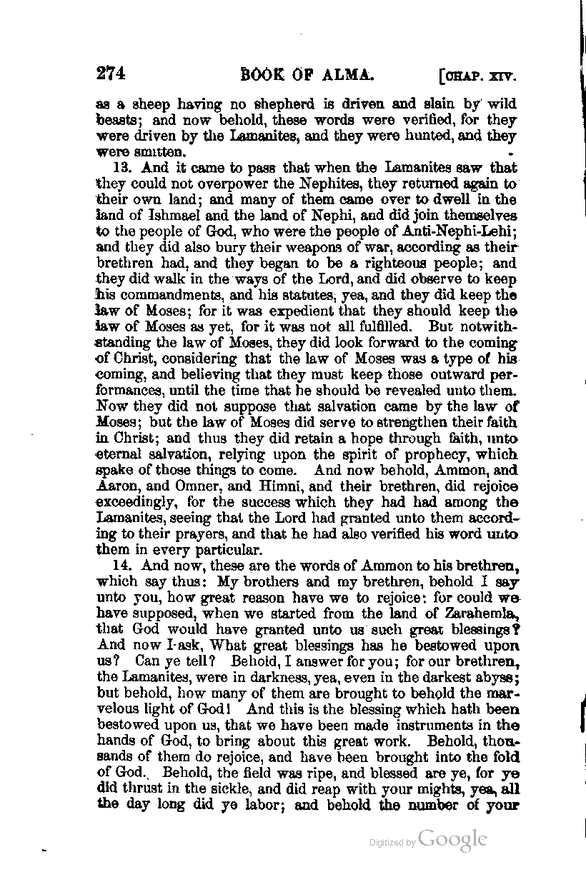 274 BOOK OF ALMA. [CHAP. XIV.
as a sheep having no shepherd is driven and slain by wild
beasts; and now behold, these words were verified, for they
were driven by the Lamanites, and they were hunted, and they
were smitten.
13. And it came to pass that when the Lamanites saw that
they could not overpower the Nephites, they returned again to
their own land; and many of them came over to dwell in the
land of Ishmael and the land of Nephi, and did join themselves
to the people of God, who were the people of Anti-Nephi-Lehi;
and they did also bury their weapons of war, according as their
brethren had, and they began to be a righteous people; and
they did walk in the ways of the Lord, and did observe to keep
his commandments, and his statutes, yea, and they did keep the
law of Moses; for it was expedient that they should keep the
law of Moses as yet, for it was not all fulfilled. But notwith-
standing the law of Moses, they did look forward to the coming
of Christ, considering that the law of Moses was a type of his
coming, and believing that they must keep those outward per-
formances, until the time that he should be revealed unto them.
Now they did not suppose that salvation came by the law of
Moses; but the law of Moses did serve to strengthen their faith
in Christ; and thus they did retain a hope through faith, unto
eternal salvation, relying upon the spirit of prophecy, which
spake of those things to come. And now behold, Ammon, and
Aaron, and Omner, and Himni, and their brethren, did rejoice
exceedingly, for the success which they had had among the
Lamanites, seeing that the Lord had granted unto them accord-
ing to their prayers, and that he had also verified his word unto
them in every particular.
14. And now, these are the words of Ammon to his brethren,
which say thus: My brothers and my brethren, behold I say
unto you, how great reason have we to rejoice: for could we
have supposed, when we started from the land of Zarahemla,
that God would have granted unto us such great blessings?
And now I ask, What great blessings has he bestowed upon
us? Can ye tell? Behold, I answer for you; for our brethren,
the Lamanites, were in darkness, yea, even in the darkest abyss;
but behold, how many of them are brought to behold the mar-
velous light of God! And this is the blessing which hath been
bestowed upon us, that we have been made instruments in the
hands of God, to bring about this great work. Behold, thou-
sands of them do rejoice, and have been brought into the fold
of God. Behold, the field was ripe, and blessed are ye, for ye
did thrust in the sickle, and did reap with your mights, yea, all
the day long did ye labor; and behold the number of your
Digitized by Google